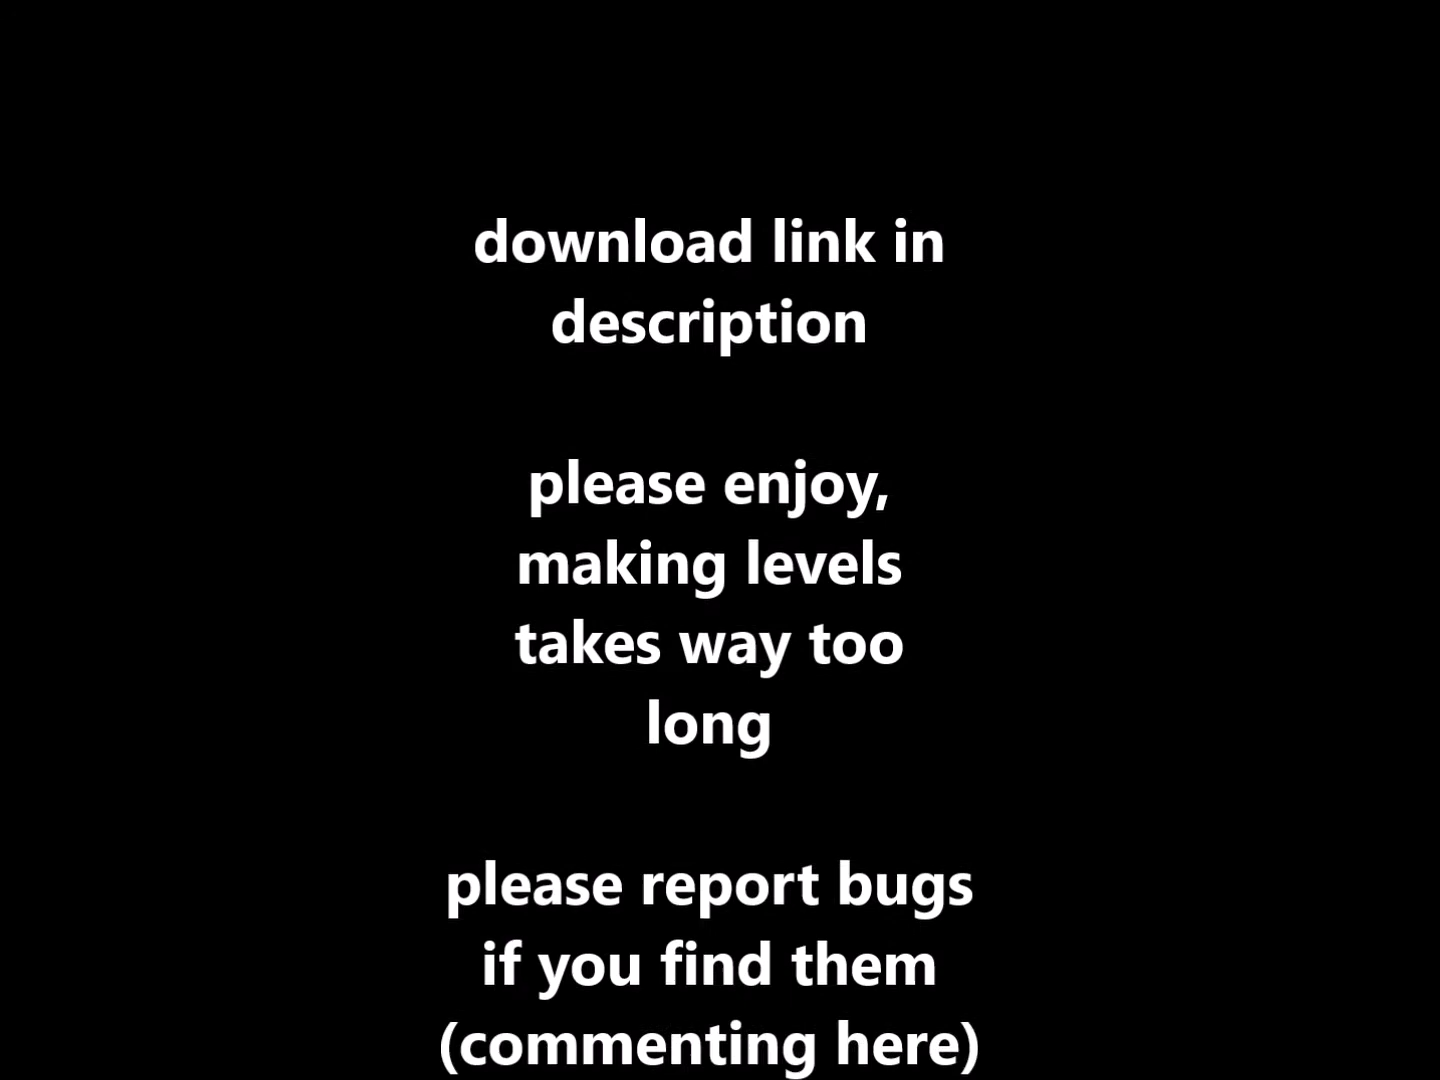 download link in
description
please enjoy,
making levels
takes way too
long
please report bugs
if you find them
(commenting here)